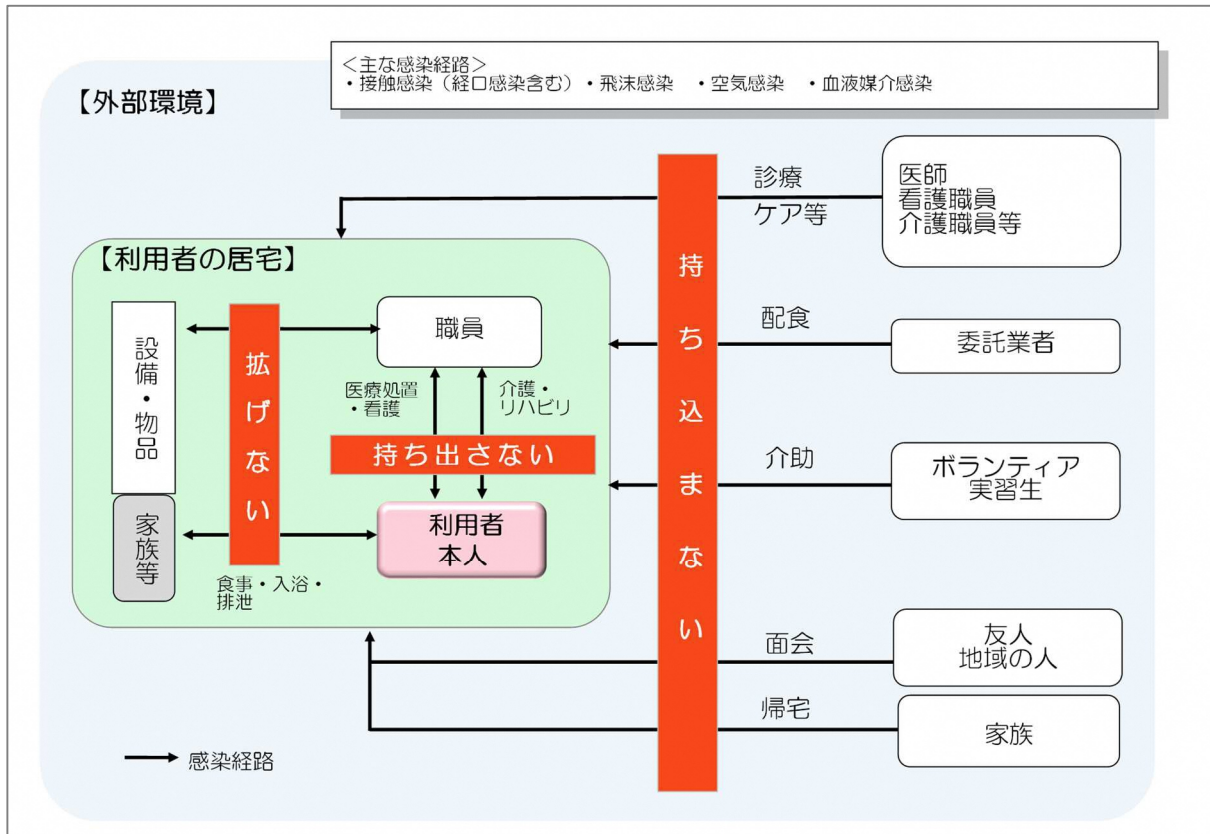 <主な感染経路>
・接触感染（経口感染含む）・飛沫感染　・空気感染　・血液媒介感染
【外部環境】
診療
ケア等
医師
看護職員
介護職員等
【利用者の居宅】
設備・物品
拡げない
職員
医療処置
・看護
介護・
リハビリ
持ち出さない
利用者
本人
家族等
食事・入浴・
排泄
持ち込まない
配食
委託業者
介助
ボランティア
実習生
面会
友人
地域の人
帰宅
家族
感染経路